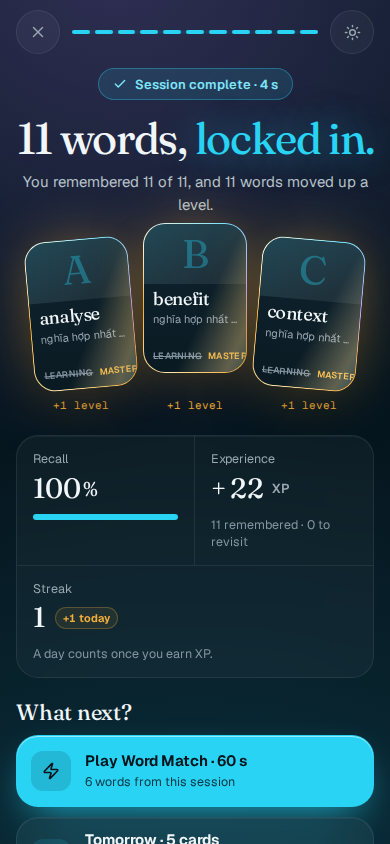 Session complete · 4 s
11 words, locked in.
You remembered 11 of 11, and 11 words moved up a
level.
A
B
C
analyse
benefit
context
nghĩa hợp nhất ...
nghĩa hợp nhất ...
nghĩa hợp nhất ...
LEARNING
LEARNING
LEARNING
+1 level
+1 level
+1 level
Recall
Experience
100%
+22 XP
11 remembered · 0 to
revisit
Streak
1 +1 today
A day counts once you earn XP.
What next?
Play Word Match · 60 s
6 words from this session
Tomorrow · 5 cards